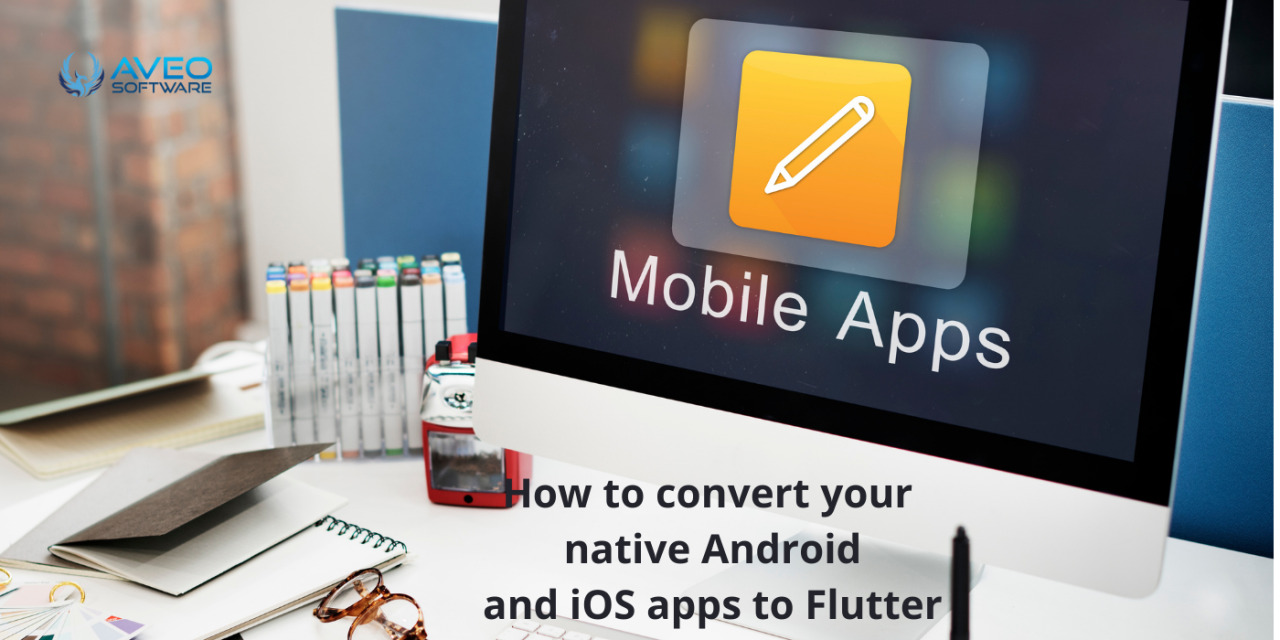 AVEO
SOFTWARE
Mobile Apps
How to convert your
native Android
and iOS apps to Flutter